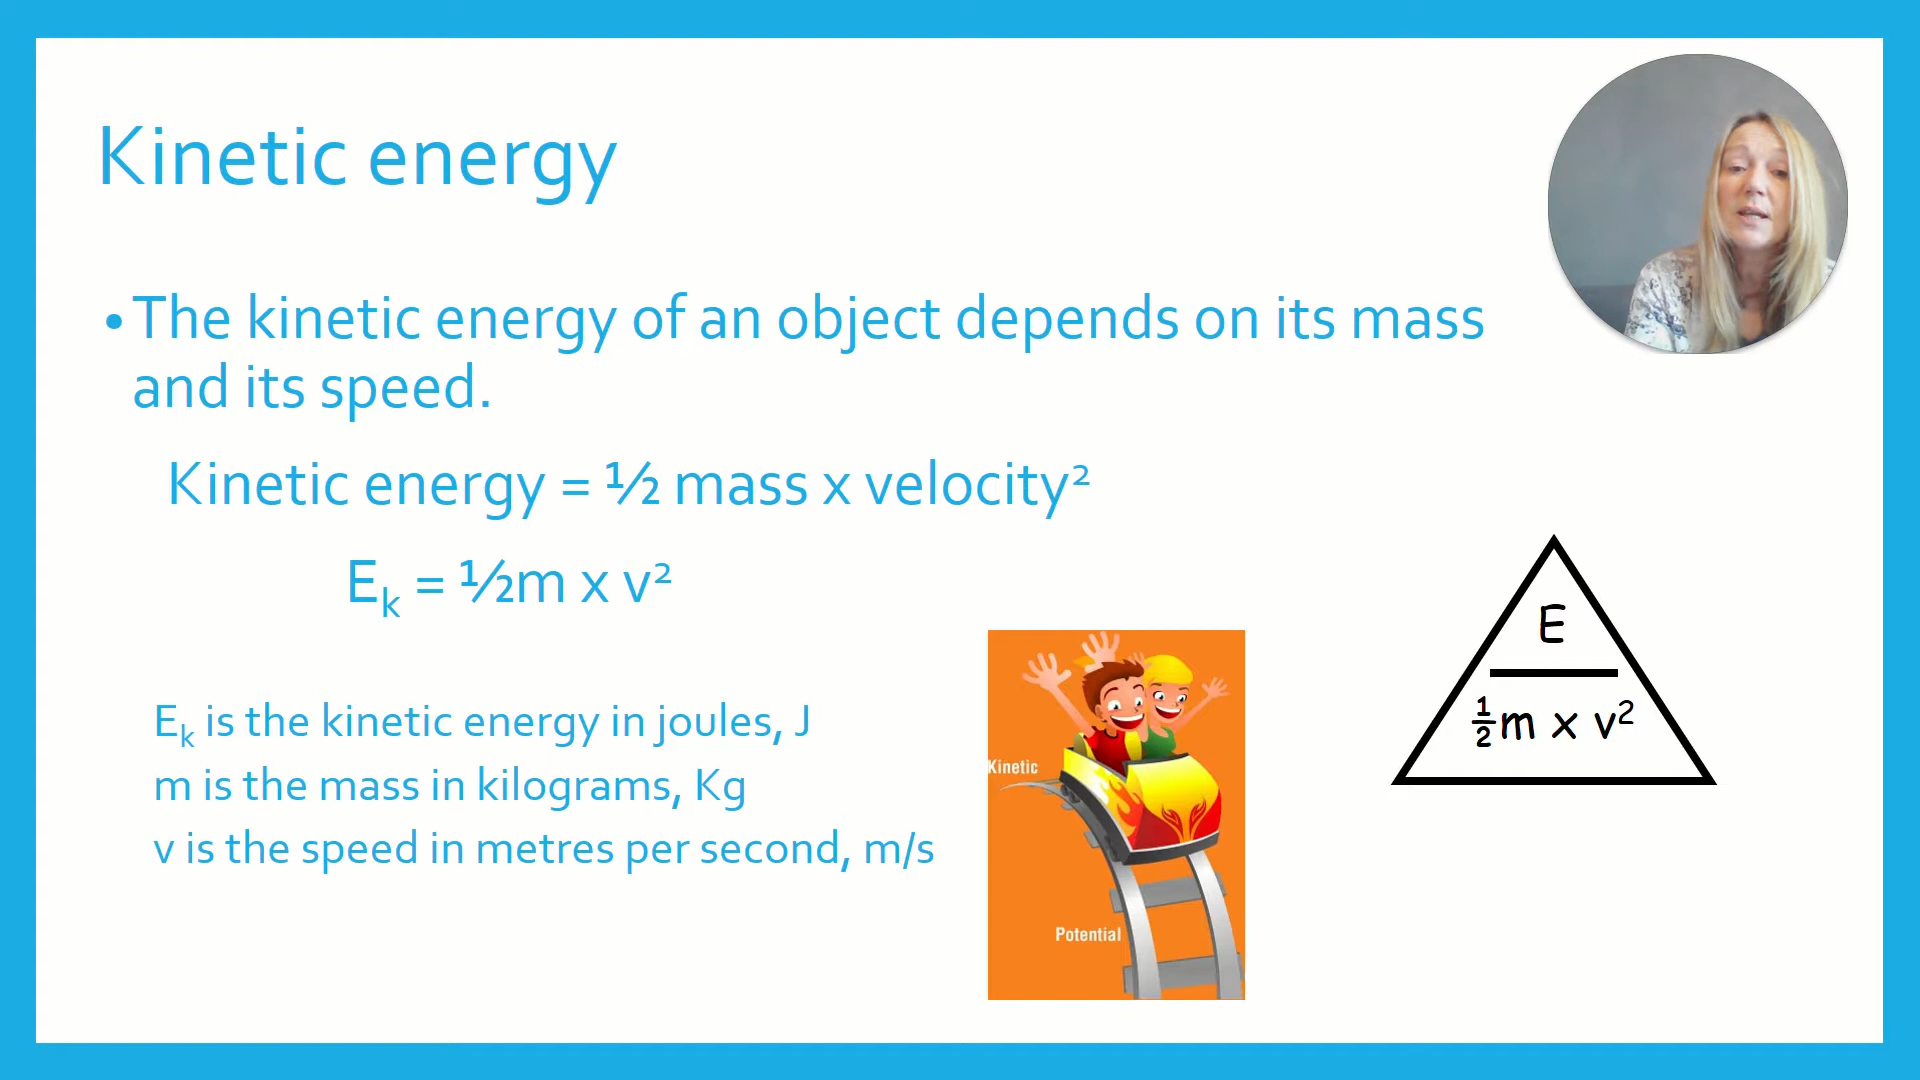 Kinetic energy
• The kinetic energy of an object depends on its mass
and its speed.
Kinetic energy = ½ mass x velocity²
Eₖ = ½m x v²
Eₖ is the kinetic energy in joules, J
m is the mass in kilograms, Kg
v is the speed in metres per second, m/s
Kinetic
Potential
E
½m x v²